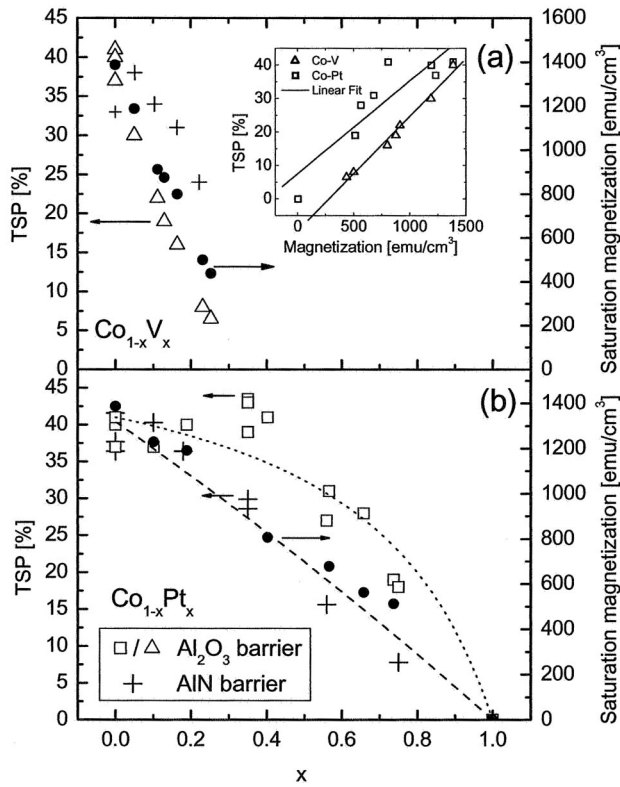 (a)
TSP [%]
45
40
35
30
25
20
15
10
5
0
Saturation magnetization [emu/cm³]
1600
1400
1200
1000
800
600
400
200
0
Co₁₋ₓVₓ
Co-V
Co-Pt
Linear Fit
TSP [%]
40
30
20
10
0
0 500 1000 1500
Magnetization [emu/cm³]
(b)
TSP [%]
45
40
35
30
25
20
15
10
5
0
Saturation magnetization [emu/cm³]
1400
1200
1000
800
600
400
200
0
Co₁₋ₓPtₓ
□ / △ Al₂O₃ barrier
+ AlN barrier
0.0 0.2 0.4 0.6 0.8 1.0
x